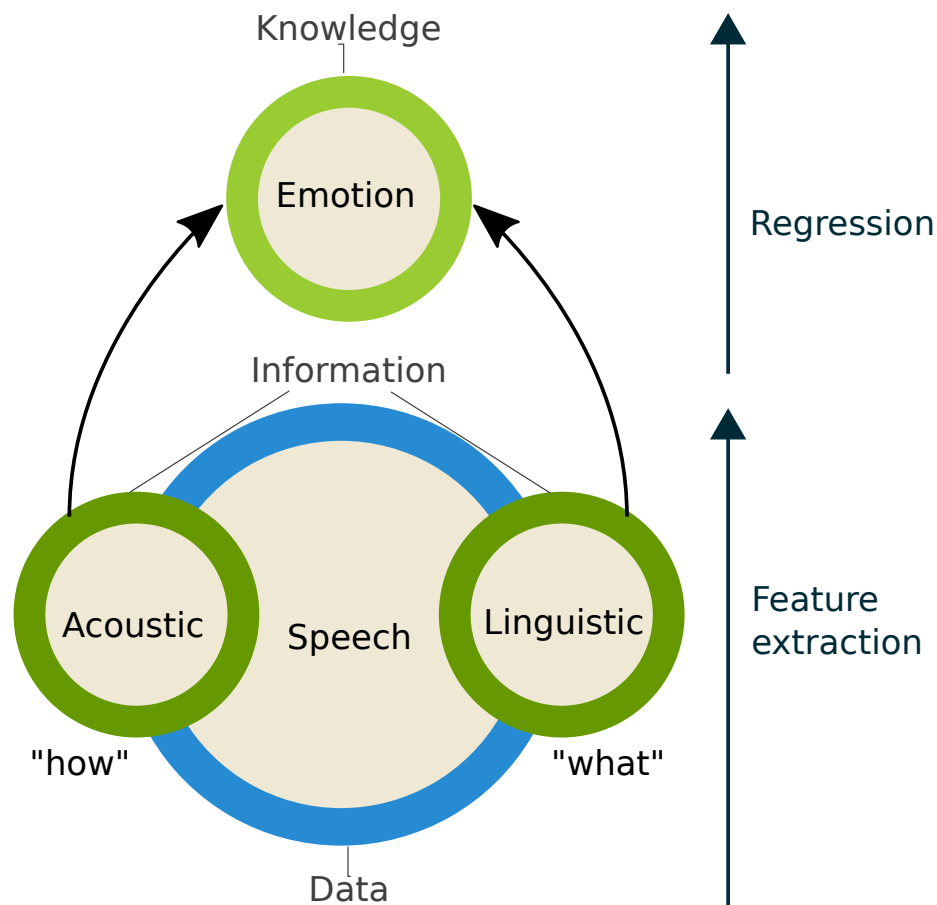 Knowledge
Emotion
Regression
Information
Feature
extraction
Acoustic
Speech
Linguistic
"how"
"what"
Data